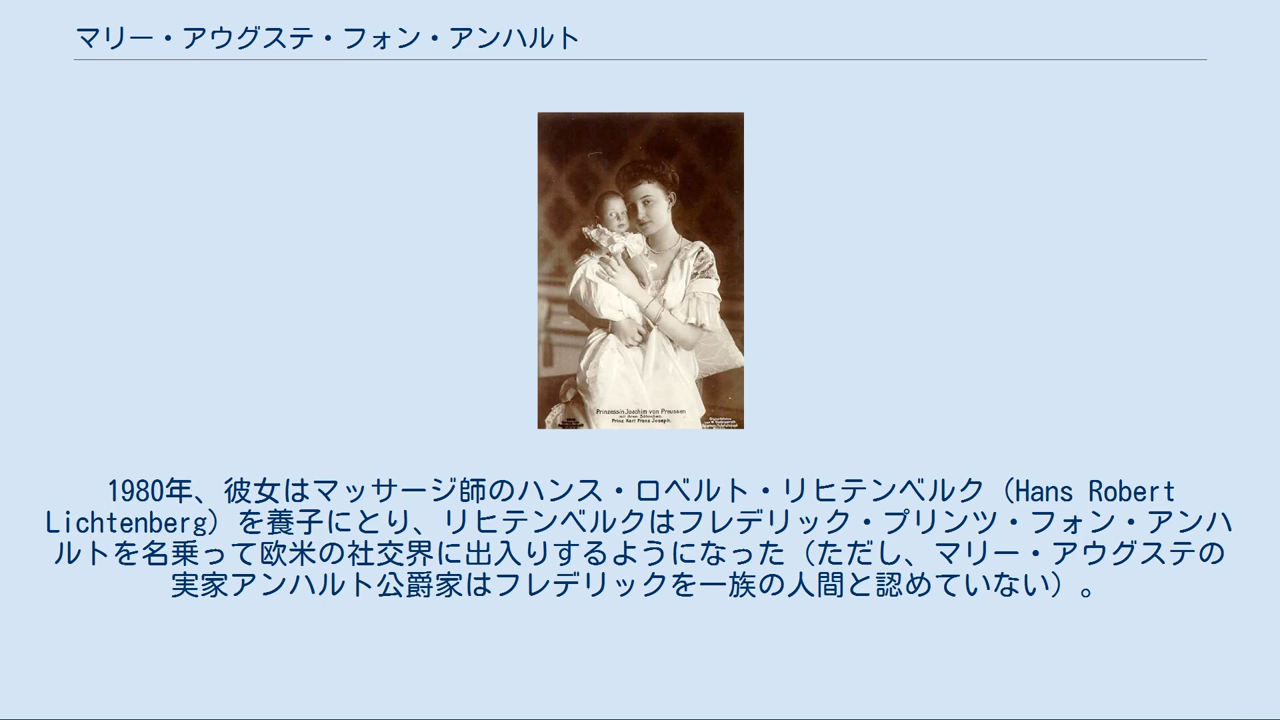 マリー・アウグステ・フォン・アンハルト
Prinzessin Joachim von Preussen
mit ihrem Söhnchen.
Prinz Karl Franz Joseph.
1980年、彼女はマッサージ師のハンス・ロベルト・リヒテンベルク（Hans Robert
Lichtenberg）を養子にとり、リヒテンベルクはフレデリック・プリンツ・フォン・アンハ
ルトを名乗って欧米の社交界に出入りするようになった（ただし、マリー・アウグステの
実家アンハルト公爵家はフレデリックを一族の人間と認めていない）。